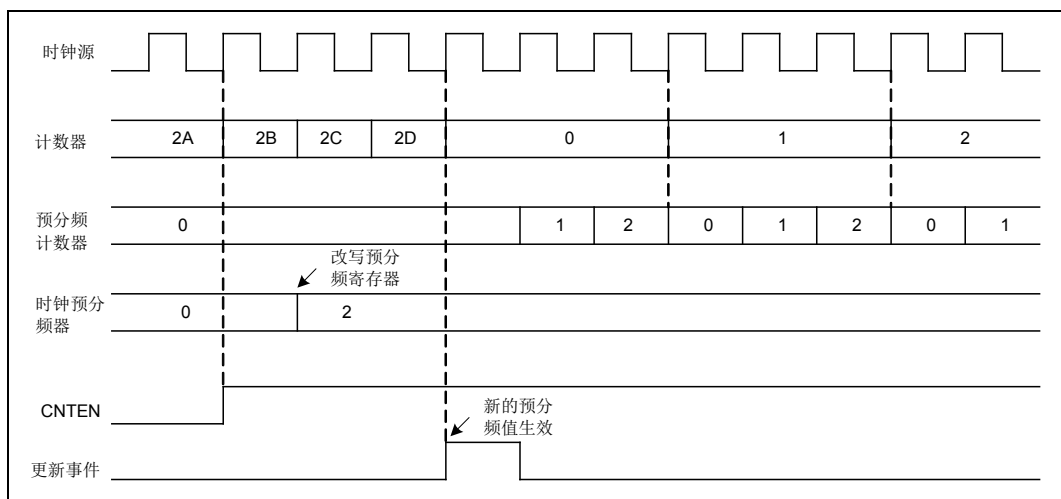 时钟源
计数器
2A 2B 2C 2D 0 1 2
预分频
计数器
0 1 2 0 1 2 0 1
改写预分
频寄存器
时钟预分
频器
0 2
CNTEN
新的预分
频值生效
更新事件